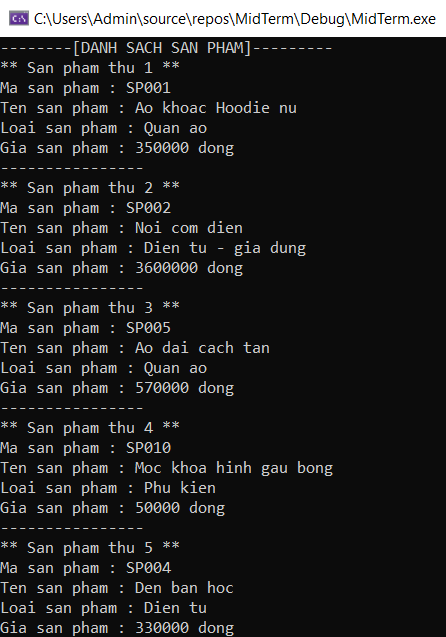 C:\Users\Admin\source\repos\MidTerm\Debug\MidTerm.exe
--------[DANH SACH SAN PHAM]---------
** San pham thu 1 **
Ma san pham : SP001
Ten san pham : Ao khoac Hoodie nu
Loai san pham : Quan ao
Gia san pham : 350000 dong
----------------
** San pham thu 2 **
Ma san pham : SP002
Ten san pham : Noi com dien
Loai san pham : Dien tu - gia dung
Gia san pham : 3600000 dong
----------------
** San pham thu 3 **
Ma san pham : SP005
Ten san pham : Ao dai cach tan
Loai san pham : Quan ao
Gia san pham : 570000 dong
----------------
** San pham thu 4 **
Ma san pham : SP010
Ten san pham : Moc khoa hinh gau bong
Loai san pham : Phu kien
Gia san pham : 50000 dong
----------------
** San pham thu 5 **
Ma san pham : SP004
Ten san pham : Den ban hoc
Loai san pham : Dien tu
Gia san pham : 330000 dong